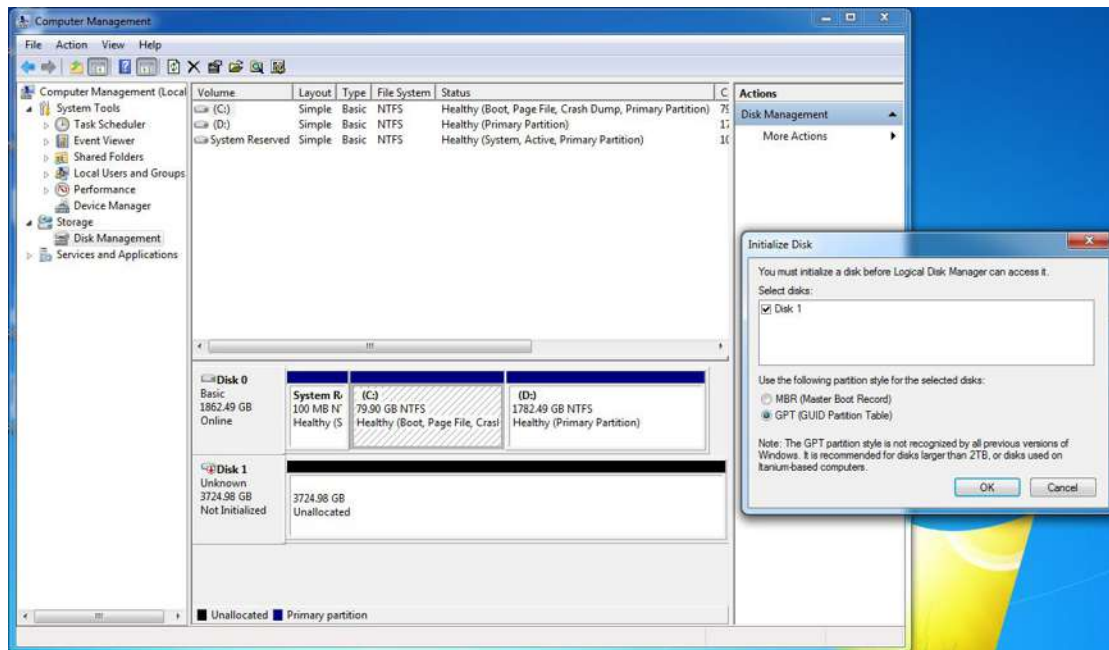 Computer Management
File Action View Help
Computer Management (Local
System Tools
Task Scheduler
Event Viewer
Shared Folders
Local Users and Groups
Performance
Device Manager
Storage
Disk Management
Services and Applications
Volume Layout Type File System Status C
(C:) Simple Basic NTFS Healthy (Boot, Page File, Crash Dump, Primary Partition) 79
(D:) Simple Basic NTFS Healthy (Primary Partition) 17
System Reserved Simple Basic NTFS Healthy (System, Active, Primary Partition) 10
Disk 0
Basic
1862.49 GB
Online
System R
100 MB N
Healthy (S
(C:)
79.90 GB NTFS
Healthy (Boot, Page File, Crasl
(D:)
1782.49 GB NTFS
Healthy (Primary Partition)
Disk 1
Unknown
3724.98 GB
Not Initialized
3724.98 GB
Unallocated
Unallocated Primary partition
Actions
Disk Management
More Actions
Initialize Disk
You must initialize a disk before Logical Disk Manager can access it.
Select disks:
Disk 1
Use the following partition style for the selected disks:
MBR (Master Boot Record)
GPT (GUID Partition Table)
Note: The GPT partition style is not recognized by all previous versions of
Windows. It is recommended for disks larger than 2TB, or disks used on
Itanium-based computers.
OK Cancel